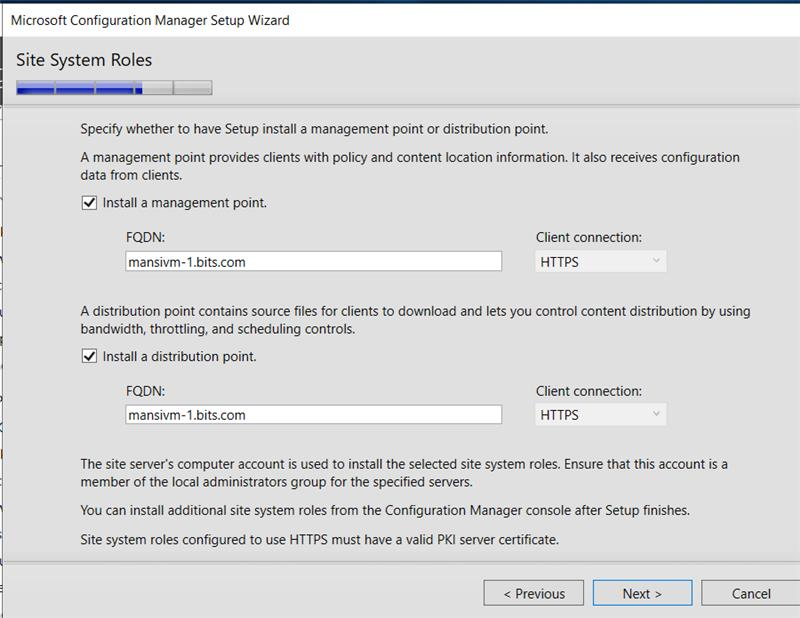 Microsoft Configuration Manager Setup Wizard
Site System Roles
Specify whether to have Setup install a management point or distribution point.
A management point provides clients with policy and content location information. It also receives configuration
data from clients.
Install a management point.
FQDN:
Client connection:
mansivm-1.bits.com
HTTPS
A distribution point contains source files for clients to download and lets you control content distribution by using
bandwidth, throttling, and scheduling controls.
Install a distribution point.
FQDN:
Client connection:
mansivm-1.bits.com
HTTPS
The site server's computer account is used to install the selected site system roles. Ensure that this account is a
member of the local administrators group for the specified servers.
You can install additional site system roles from the Configuration Manager console after Setup finishes.
Site system roles configured to use HTTPS must have a valid PKI server certificate.
< Previous
Next >
Cancel